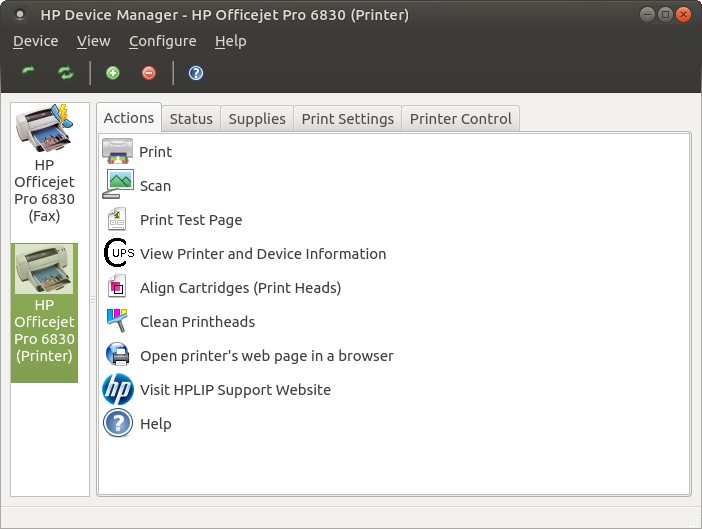 HP Device Manager - HP Officejet Pro 6830 (Printer)
Device View Configure Help
HP
Officejet
Pro 6830
(Fax)
HP
Officejet
Pro 6830
(Printer)
Actions Status Supplies Print Settings Printer Control
Print
Scan
Print Test Page
CUPS View Printer and Device Information
Align Cartridges (Print Heads)
Clean Printheads
Open printer's web page in a browser
hp Visit HPLIP Support Website
? Help